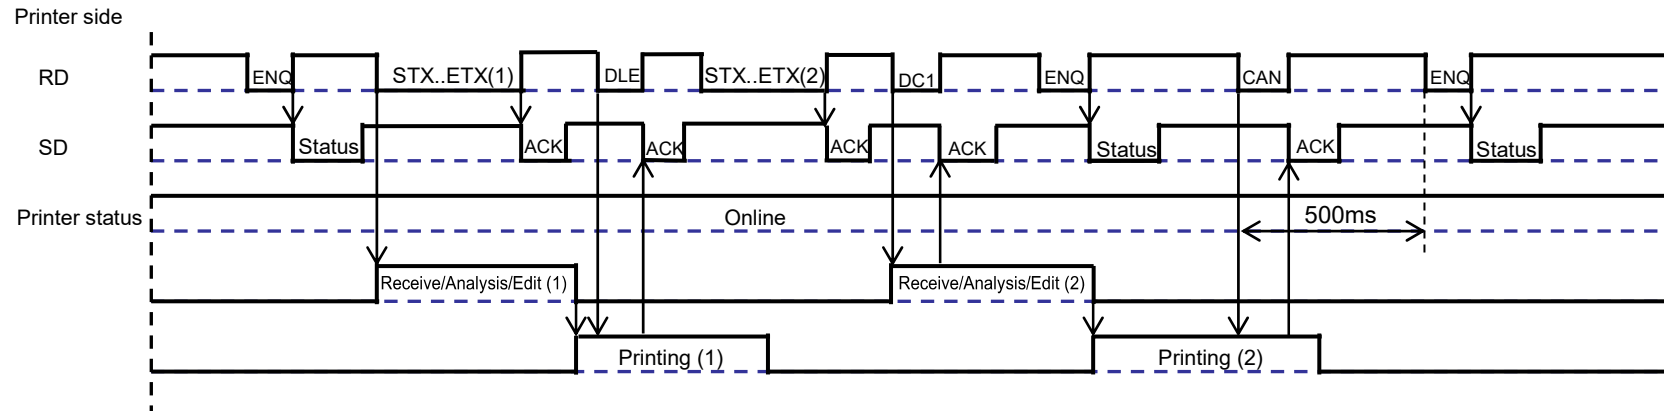 Printer side
RD
ENQ
STX..ETX(1)
DLE
STX..ETX(2)
DC1
ENQ
CAN
ENQ
SD
Status
ACK
ACK
ACK
ACK
Status
ACK
Status
Printer status
Online
500ms
Receive/Analysis/Edit (1)
Receive/Analysis/Edit (2)
Printing (1)
Printing (2)